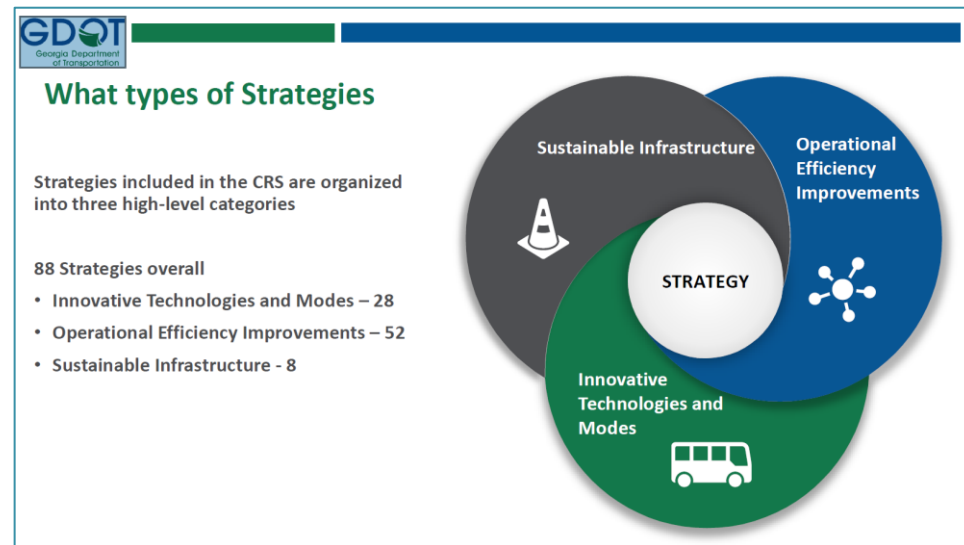 GDOT
Georgia Department
of Transportation
What types of Strategies
Strategies included in the CRS are organized
into three high-level categories
88 Strategies overall
• Innovative Technologies and Modes – 28
• Operational Efficiency Improvements – 52
• Sustainable Infrastructure - 8
Sustainable Infrastructure
Operational
Efficiency
Improvements
STRATEGY
Innovative
Technologies and
Modes